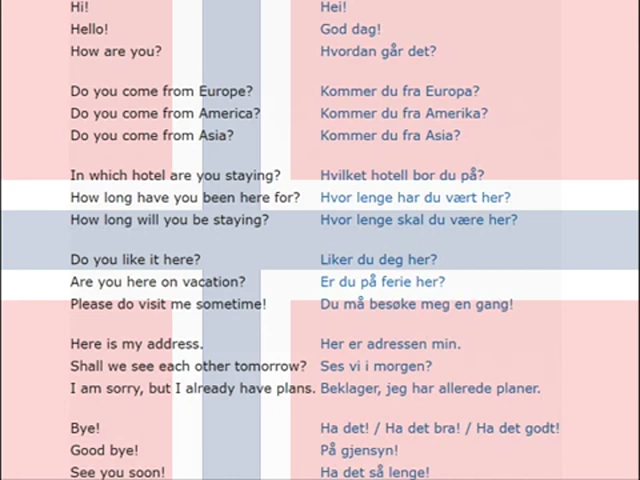 Hi! Hei!
Hello! God dag!
How are you? Hvordan går det?
Do you come from Europe? Kommer du fra Europa?
Do you come from America? Kommer du fra Amerika?
Do you come from Asia? Kommer du fra Asia?
In which hotel are you staying? Hvilket hotell bor du på?
How long have you been here for? Hvor lenge har du vært her?
How long will you be staying? Hvor lenge skal du være her?
Do you like it here? Liker du deg her?
Are you here on vacation? Er du på ferie her?
Please do visit me sometime! Du må besøke meg en gang!
Here is my address. Her er adressen min.
Shall we see each other tomorrow? Ses vi i morgen?
I am sorry, but I already have plans. Beklager, jeg har allerede planer.
Bye! Ha det! / Ha det bra! / Ha det godt!
Good bye! På gjensyn!
See you soon! Ha det så lenge!